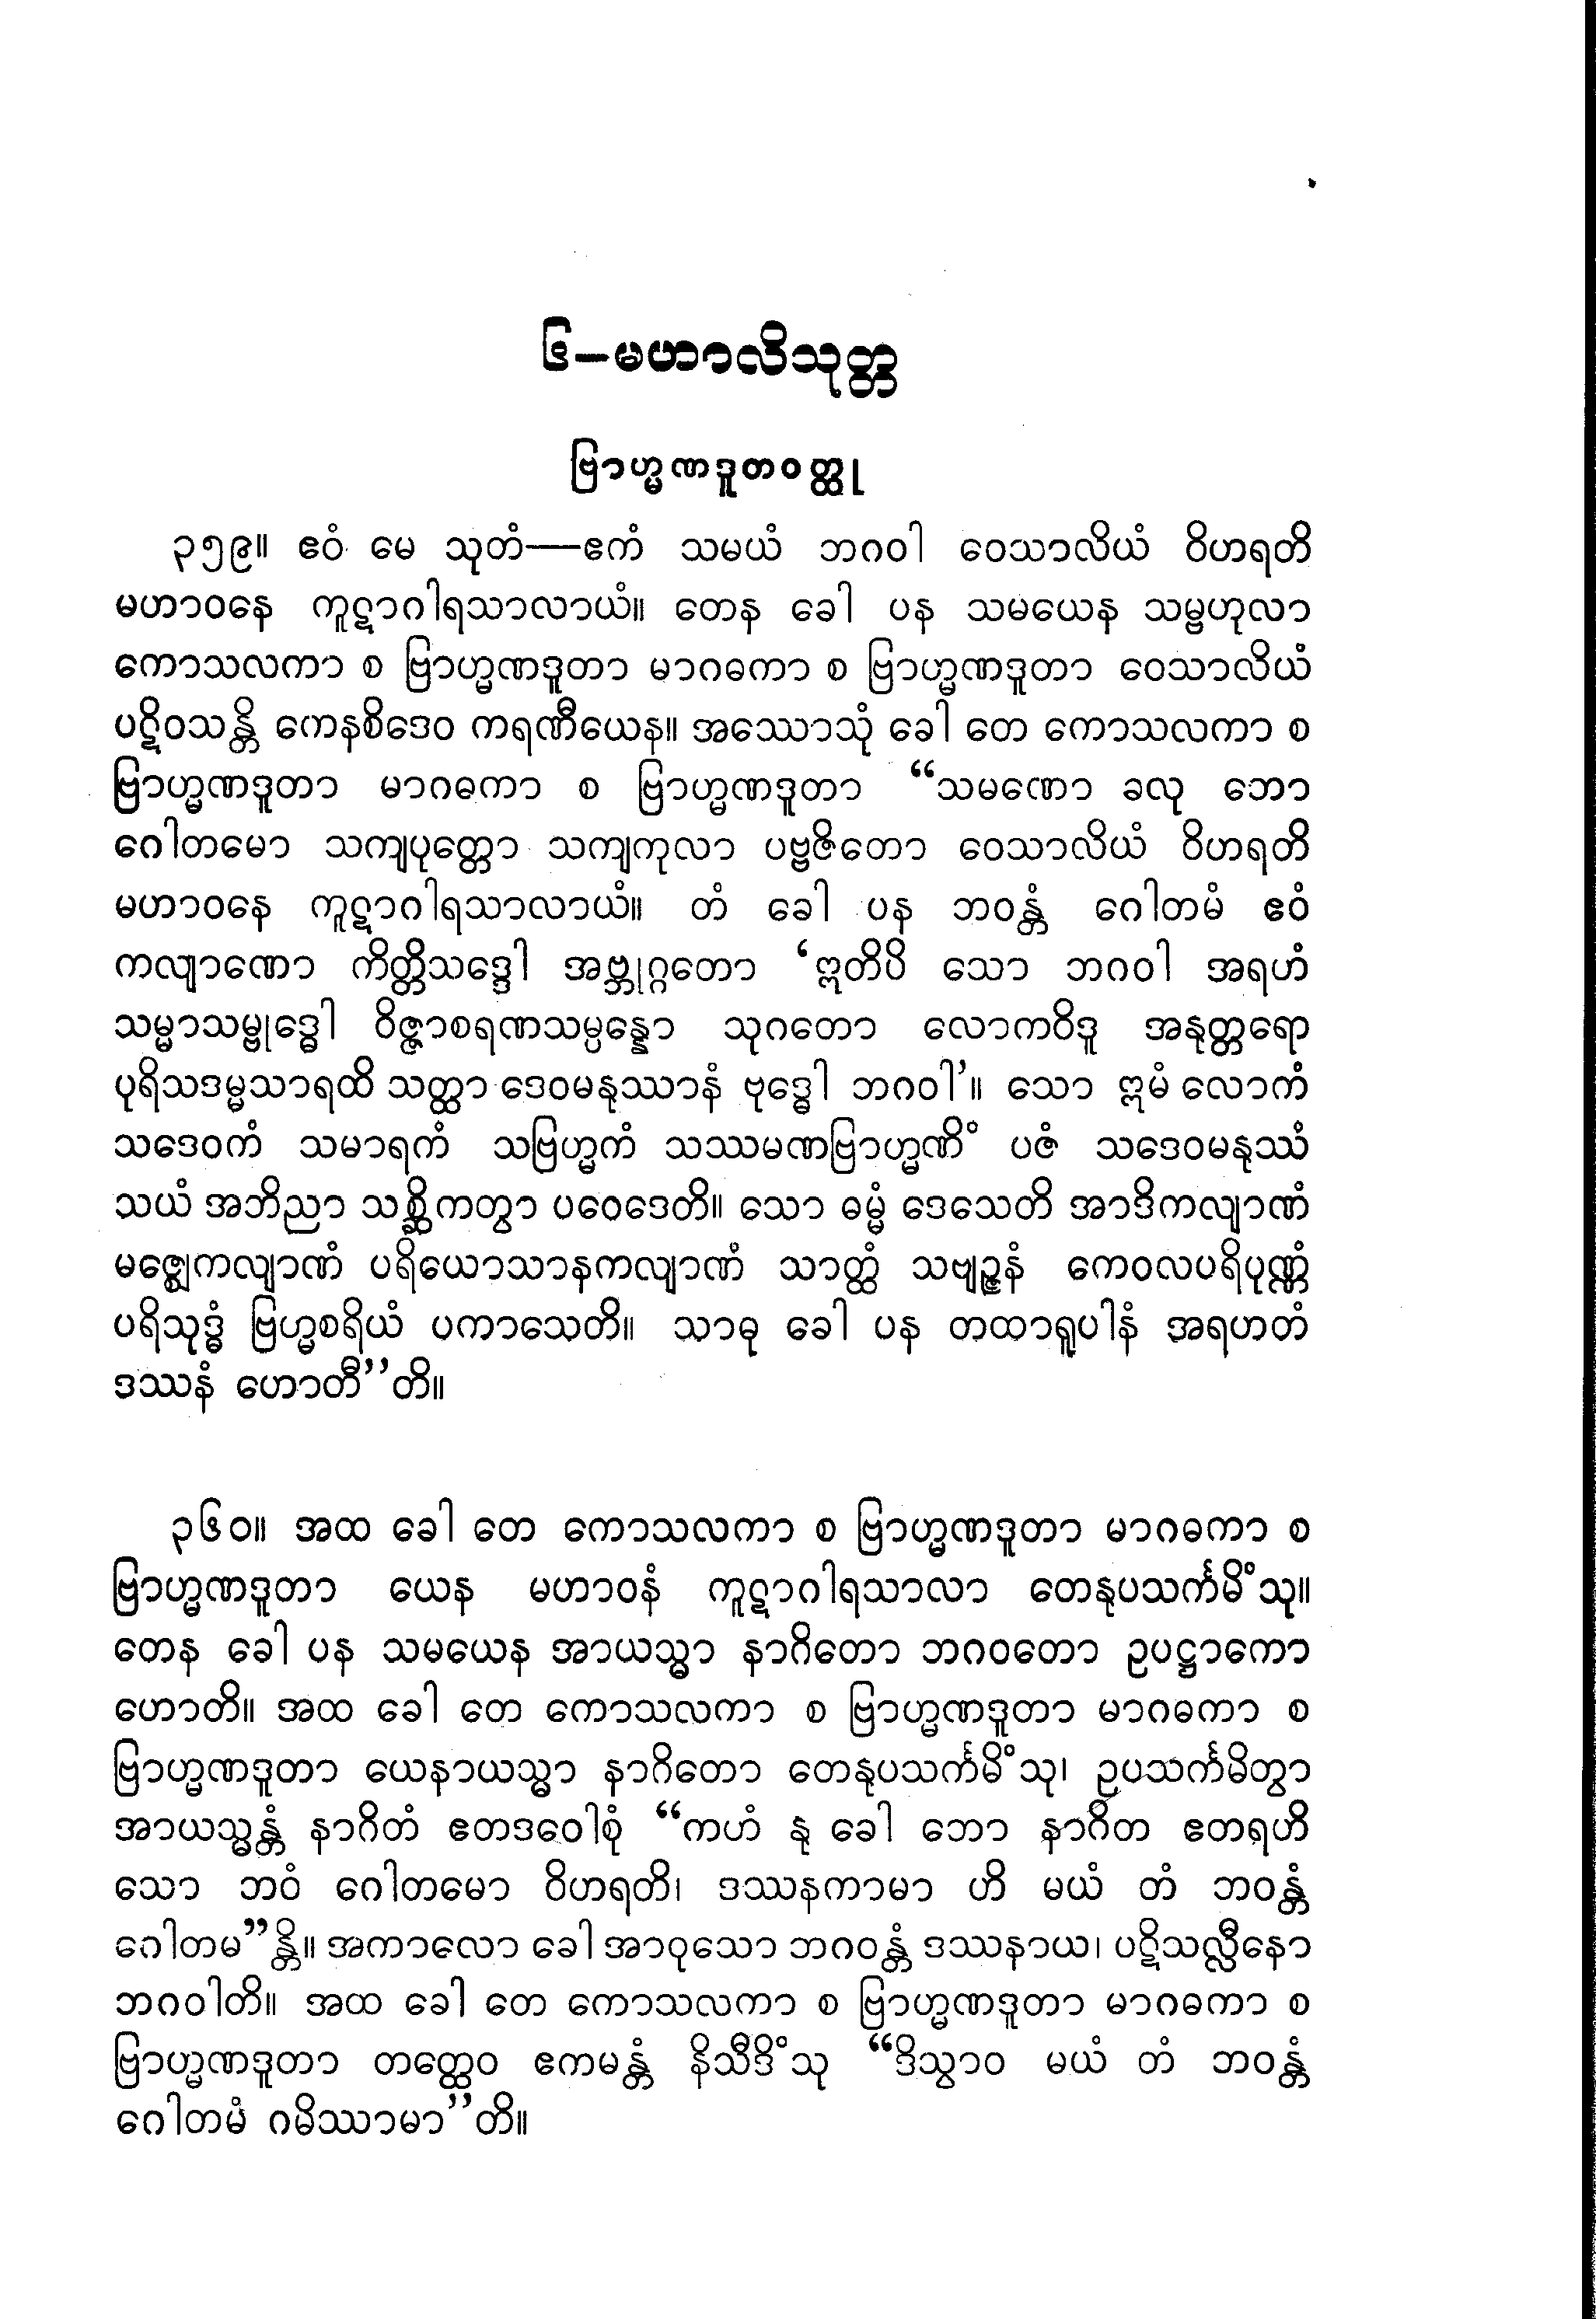 ၆–မဟာလိသုတ္တ
ဗြာဟ္မဏဒူတဝတ္ထု
၃၅၉။ ဧဝံ မေ သုတံ—ဧကံ သမယံ ဘဂဝါ ဝေသာလိယံ ဝိဟရတိ
မဟာဝနေ ကူဋာဂါရသာလာယံ။ တေန ခေါ ပန သမယေန သမ္ဗဟုလာ
ကောသလကာ စ ဗြာဟ္မဏဒူတာ မာဂဓကာ စ ဗြာဟ္မဏဒူတာ ဝေသာလိယံ
ပဋိဝသန္တိ ကေနစိဒေဝ ကရဏီယေန။ အဿောသုံ ခေါ တေ ကောသလကာ စ
ဗြာဟ္မဏဒူတာ မာဂဓကာ စ ဗြာဟ္မဏဒူတာ “သမဏော ခလု ဘော
ဂေါတမော သကျပုတ္တော သကျကုလာ ပဗ္ဗဇိတော ဝေသာလိယံ ဝိဟရတိ
မဟာဝနေ ကူဋာဂါရသာလာယံ။ တံ ခေါ ပန ဘဝန္တံ ဂေါတမံ ဧဝံ
ကလျာဏော ကိတ္တိသဒ္ဒေါ အဗ္ဘုဂ္ဂတော ‘ဣတိပိ သော ဘဂဝါ အရဟံ
သမ္မာသမ္ဗုဒ္ဓေါ ဝိဇ္ဇာစရဏသမ္ပန္နော သုဂတော လောကဝိဒူ အနုတ္တရော
ပုရိသဒမ္မသာရထိ သတ္ထာ ဒေဝမနုဿာနံ ဗုဒ္ဓေါ ဘဂဝါ’။ သော ဣမံ လောကံ
သဒေဝကံ သမာရကံ သဗြဟ္မကံ သဿမဏဗြာဟ္မဏိံ ပဇံ သဒေဝမနုဿံ
သယံ အဘိညာ သစ္ဆိကတွာ ပဝေဒေတိ။ သော ဓမ္မံ ဒေသေတိ အာဒိကလျာဏံ
မဇ္ဈေကလျာဏံ ပရိယောသာနကလျာဏံ သာတ္ထံ သဗျဉ္ဇနံ ကေဝလပရိပုဏ္ဏံ
ပရိသုဒ္ဓံ ဗြဟ္မစရိယံ ပကာသေတိ။ သာဓု ခေါ ပန တထာရူပါနံ အရဟတံ
ဒဿနံ ဟောတီ”တိ။
၃၆၀။ အထ ခေါ တေ ကောသလကာ စ ဗြာဟ္မဏဒူတာ မာဂဓကာ စ
ဗြာဟ္မဏဒူတာ ယေန မဟာဝနံ ကူဋာဂါရသာလာ တေနုပသင်္ကမိံသု။
တေန ခေါ ပန သမယေန အာယသ္မာ နာဂိတော ဘဂဝတော ဥပဋ္ဌာကော
ဟောတိ။ အထ ခေါ တေ ကောသလကာ စ ဗြာဟ္မဏဒူတာ မာဂဓကာ စ
ဗြာဟ္မဏဒူတာ ယေနာယသ္မာ နာဂိတော တေနုပသင်္ကမိံသု၊ ဥပသင်္ကမိတွာ
အာယသ္မန္တံ နာဂိတံ ဧတဒဝေါစုံ “ကဟံ နု ခေါ ဘော နာဂိတ ဧတရဟိ
သော ဘဝံ ဂေါတမော ဝိဟရတိ၊ ဒဿနကာမာ ဟိ မယံ တံ ဘဝန္တံ
ဂေါတမ”န္တိ။ အကာလော ခေါ အာဝုသော ဘဂဝန္တံ ဒဿနာယ၊ ပဋိသလ္လီနော
ဘဂဝါတိ။ အထ ခေါ တေ ကောသလကာ စ ဗြာဟ္မဏဒူတာ မာဂဓကာ စ
ဗြာဟ္မဏဒူတာ တတ္ထေဝ ဧကမန္တံ နိသီဒိံသု “ဒိသွာဝ မယံ တံ ဘဝန္တံ
ဂေါတမံ ဂမိဿာမာ”တိ။